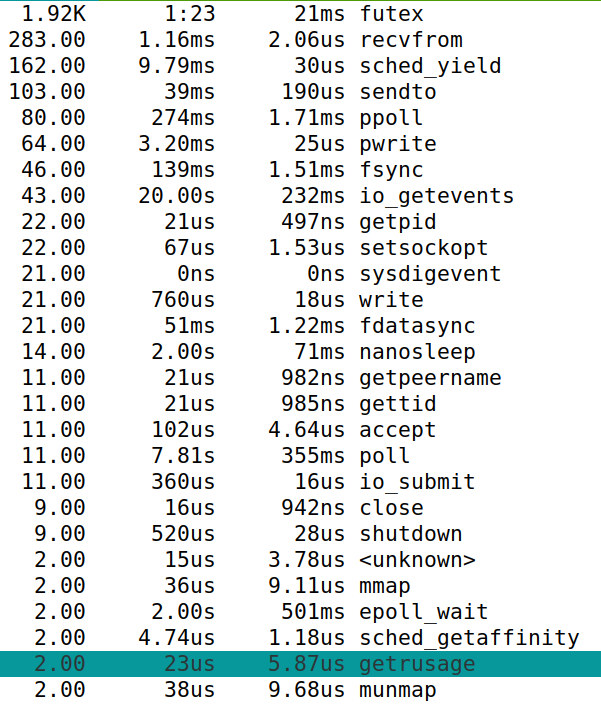 1.92K 1:23 21ms futex
283.00 1.16ms 2.06us recvfrom
162.00 9.79ms 30us sched_yield
103.00 39ms 190us sendto
80.00 274ms 1.71ms ppoll
64.00 3.20ms 25us pwrite
46.00 139ms 1.51ms fsync
43.00 20.00s 232ms io_getevents
22.00 21us 497ns getpid
22.00 67us 1.53us setsockopt
21.00 0ns 0ns sysdigevent
21.00 760us 18us write
21.00 51ms 1.22ms fdatasync
14.00 2.00s 71ms nanosleep
11.00 21us 982ns getpeername
11.00 21us 985ns gettid
11.00 102us 4.64us accept
11.00 7.81s 355ms poll
11.00 360us 16us io_submit
9.00 16us 942ns close
9.00 520us 28us shutdown
2.00 15us 3.78us <unknown>
2.00 36us 9.11us mmap
2.00 2.00s 501ms epoll_wait
2.00 4.74us 1.18us sched_getaffinity
2.00 23us 5.87us getrusage
2.00 38us 9.68us munmap